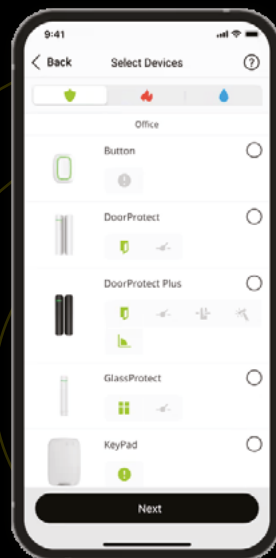 9:41
Back Select Devices ?
Office
Button
DoorProtect
DoorProtect Plus
GlassProtect
KeyPad
Next